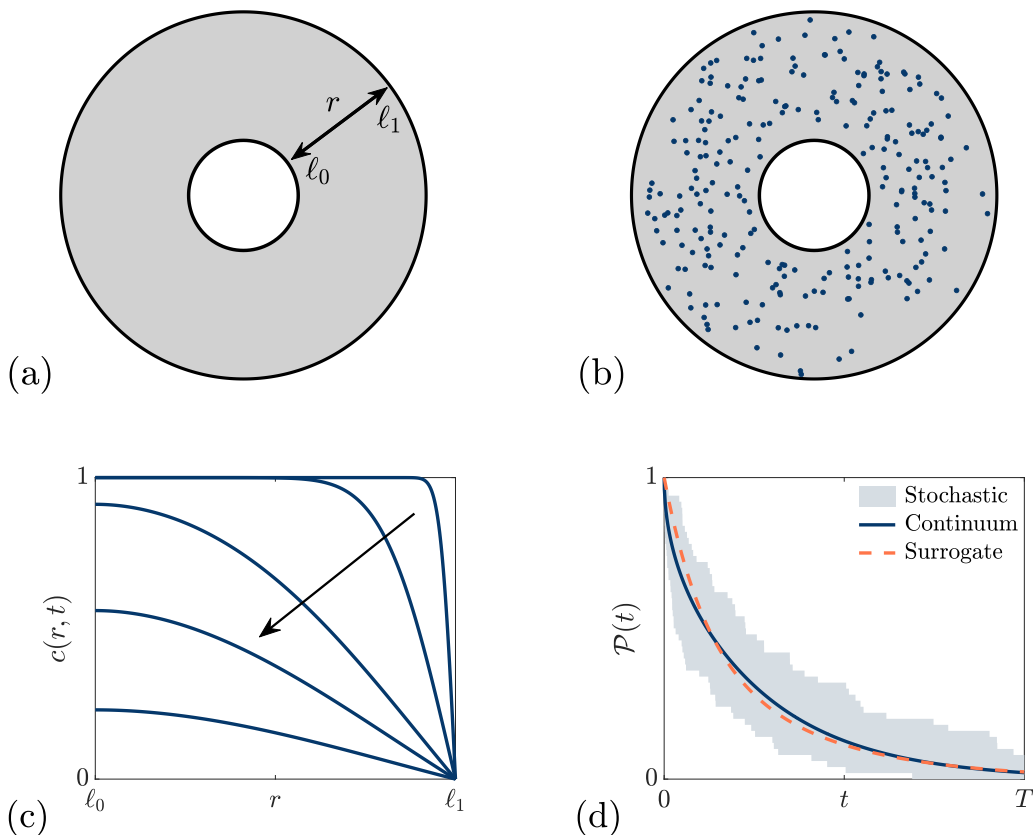 r
ℓ₁
ℓ₀
(a)
(b)
1
c(r, t)
0
ℓ₀
r
ℓ₁
(c)
1
Stochastic
Continuum
Surrogate
𝒫(t)
0
0
t
T
(d)